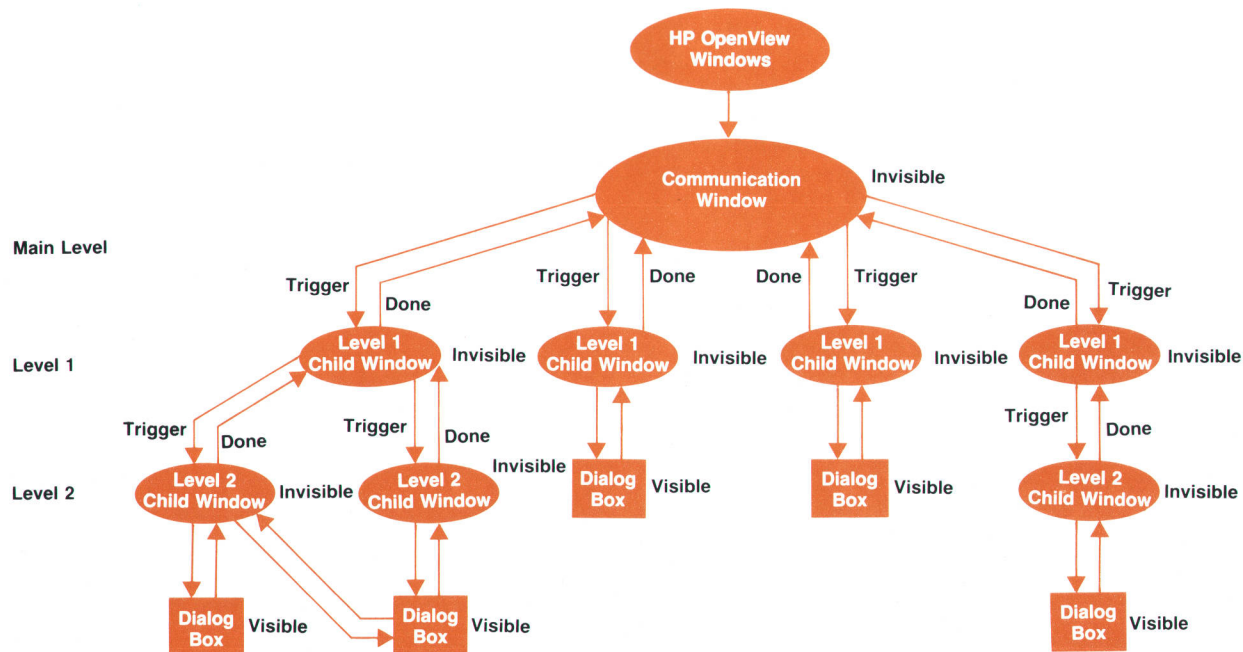 HP OpenView
Windows
Communication
Window
Invisible
Main Level
Trigger
Done
Trigger
Done
Done
Trigger
Done
Trigger
Level 1
Level 1
Child Window
Invisible
Level 1
Child Window
Invisible
Level 1
Child Window
Invisible
Level 1
Child Window
Invisible
Trigger
Done
Trigger
Done
Trigger
Done
Level 2
Level 2
Child Window
Invisible
Level 2
Child Window
Invisible
Dialog
Box
Visible
Dialog
Box
Visible
Level 2
Child Window
Invisible
Dialog
Box
Visible
Dialog
Box
Visible
Dialog
Box
Visible